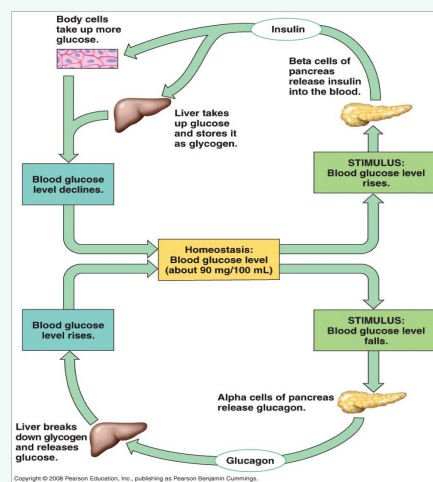 Body cells
take up more
glucose.
Insulin
Beta cells of
pancreas
release insulin
into the blood.
Liver takes
up glucose
and stores it
as glycogen.
Blood glucose
level declines.
STIMULUS:
Blood glucose level
rises.
Homeostasis:
Blood glucose level
(about 90 mg/100 mL)
Blood glucose
level rises.
STIMULUS:
Blood glucose level
falls.
Alpha cells of pancreas
release glucagon.
Liver breaks
down glycogen
and releases
glucose.
Glucagon
Copyright © 2008 Pearson Education, Inc., publishing as Pearson Benjamin Cummings.